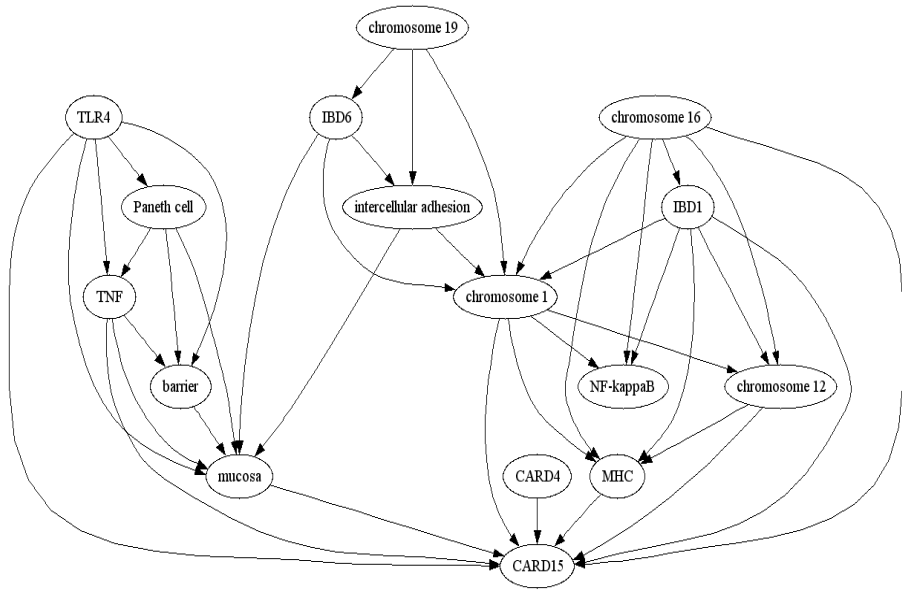 chromosome 19
TLR4
IBD6
chromosome 16
Paneth cell
intercellular adhesion
IBD1
TNF
chromosome 1
barrier
NF-kappaB
chromosome 12
mucosa
CARD4
MHC
CARD15